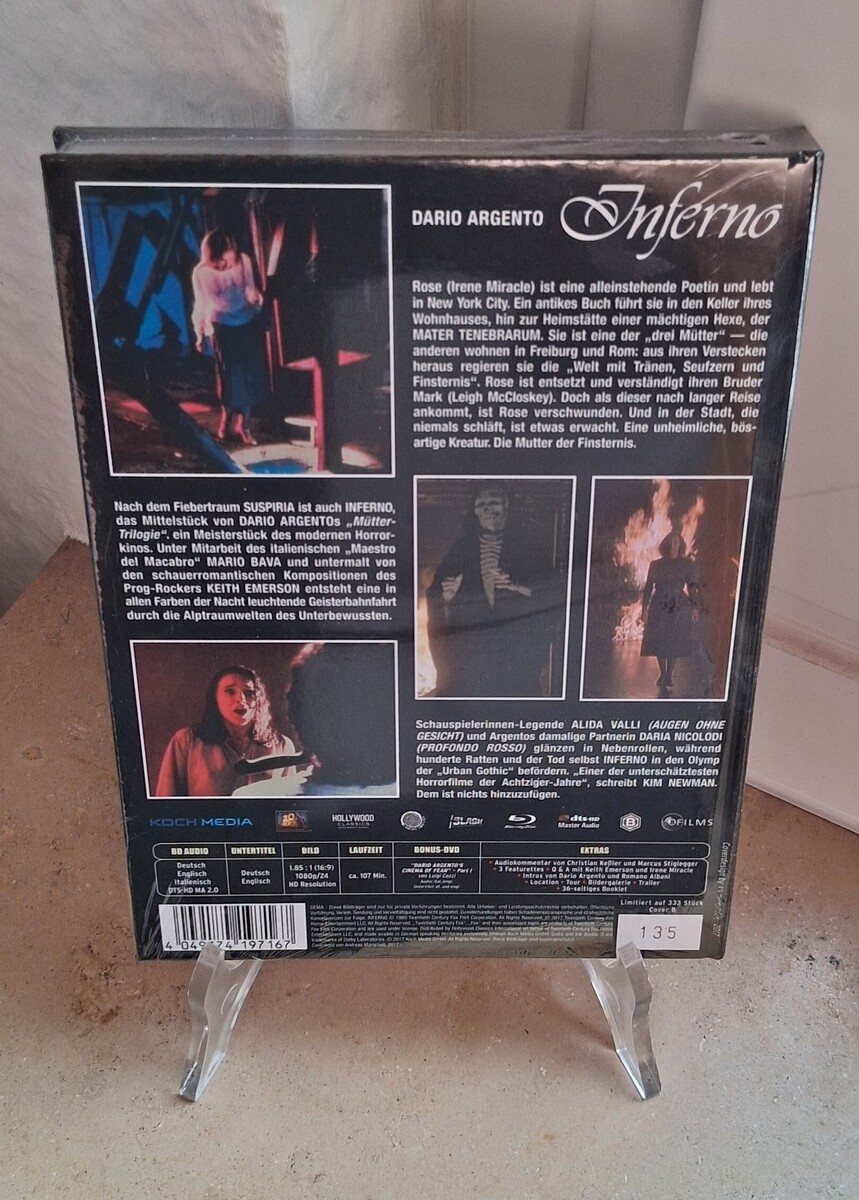 DARIO ARGENTO Inferno
Rose (Irene Miracle) ist eine alleinstehende Poetin und lebt
in New York City. Ein antikes Buch führt sie in den Keller ihres
Wohnhauses, hin zur Heimstätte einer mächtigen Hexe, der
MATER TENEBRARUM. Sie ist eine der „drei Mütter“ — die
anderen wohnen in Freiburg und Rom: aus ihren Verstecken
heraus regieren sie die „Welt mit Tränen, Seufzern und
Finsternis“. Rose ist entsetzt und verständigt ihren Bruder
Mark (Leigh McCloskey). Doch als dieser nach langer Reise
ankommt, ist Rose verschwunden. Und in der Stadt, die
niemals schläft, ist etwas erwacht. Eine unheimliche, bös-
artige Kreatur. Die Mutter der Finsternis.
Nach dem Fiebertraum SUSPIRIA ist auch INFERNO,
das Mittelstück von DARIO ARGENTOs „Mütter-
Trilogie“. ein Meisterstück des modernen Horror-
kinos. Unter Mitarbeit des italienischen „Maestro
del Macabro“ MARIO BAVA und untermalt von
den schauerromantischen Kompositionen des
Prog-Rockers KEITH EMERSON entsteht eine in
allen Farben der Nacht leuchtende Geisterbahnfahrt
durch die Alptraumwelten des Unterbewussten.
Schauspielerinnen-Legende ALIDA VALLI (AUGEN OHNE
GESICHT) und Argentos damalige Partnerin DARIA NICOLODI
(PROFONDO ROSSO) glänzen in Nebenrollen, während
hunderte Ratten und der Tod selbst INFERNO in den Olymp
der „Urban Gothic“ befördern. „Einer der unterschätztesten
Horrorfilme der Achtziger-Jahre“, schreibt KIM NEWMAN.
Dem ist nichts hinzuzufügen.
KOCH MEDIA HOLLYWOOD CLASSICS Blu-ray dts-HD Master Audio B FILMS
BD AUDIO UNTERTITEL BILD LAUFZEIT BONUS-DVD EXTRAS
Deutsch
Englisch
Italienisch
DTS-HD MA 2.0
Deutsch
Englisch
1.85 : 1 (16:9)
1080p/24
HD Resolution
ca. 107 Min.
"DARIO ARGENTO'S
CINEMA OF FEAR" - Part I
von Luigi Cozzi
• Audiokommentar von Christian Keßler und Marcus Stiglegger
• 3 Featurettes • Q & A mit Keith Emerson und Irene Miracle
• Intros von Dario Argento und Romano Albani
• Location-Tour • Bildergalerie • Trailer
• 36-seitiges Booklet
Limitiert auf 333 Stück
Cover B
135